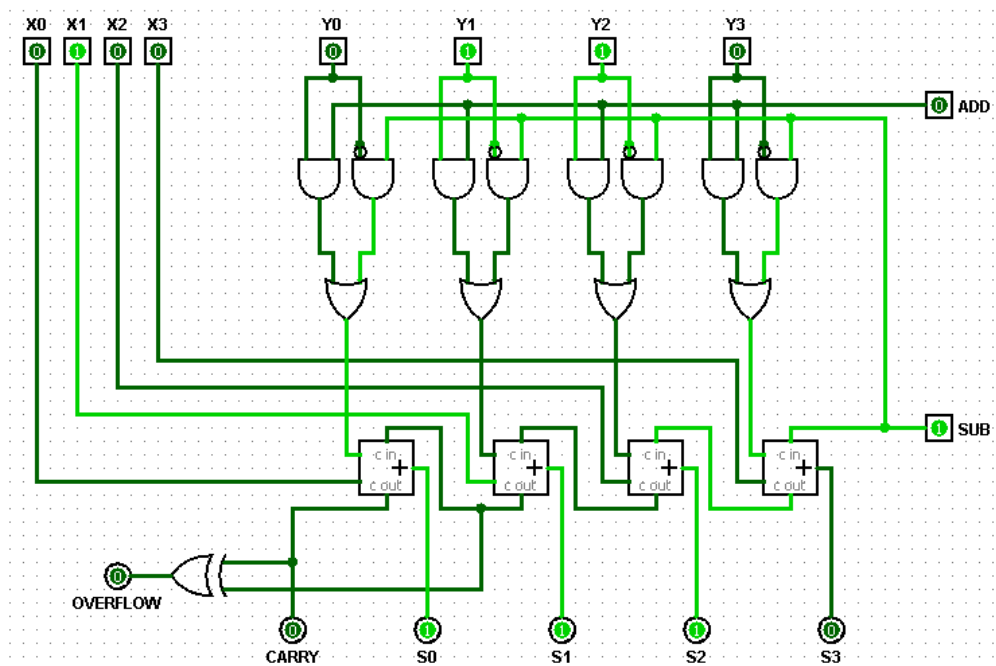 X0 X1 X2 X3 Y0 Y1 Y2 Y3
0 1 0 0 0 1 1 0
0 ADD
1 SUB
c in c in c in c in
+ + + +
c out c out c out c out
0
OVERFLOW
0 1 1 1 0
CARRY S0 S1 S2 S3